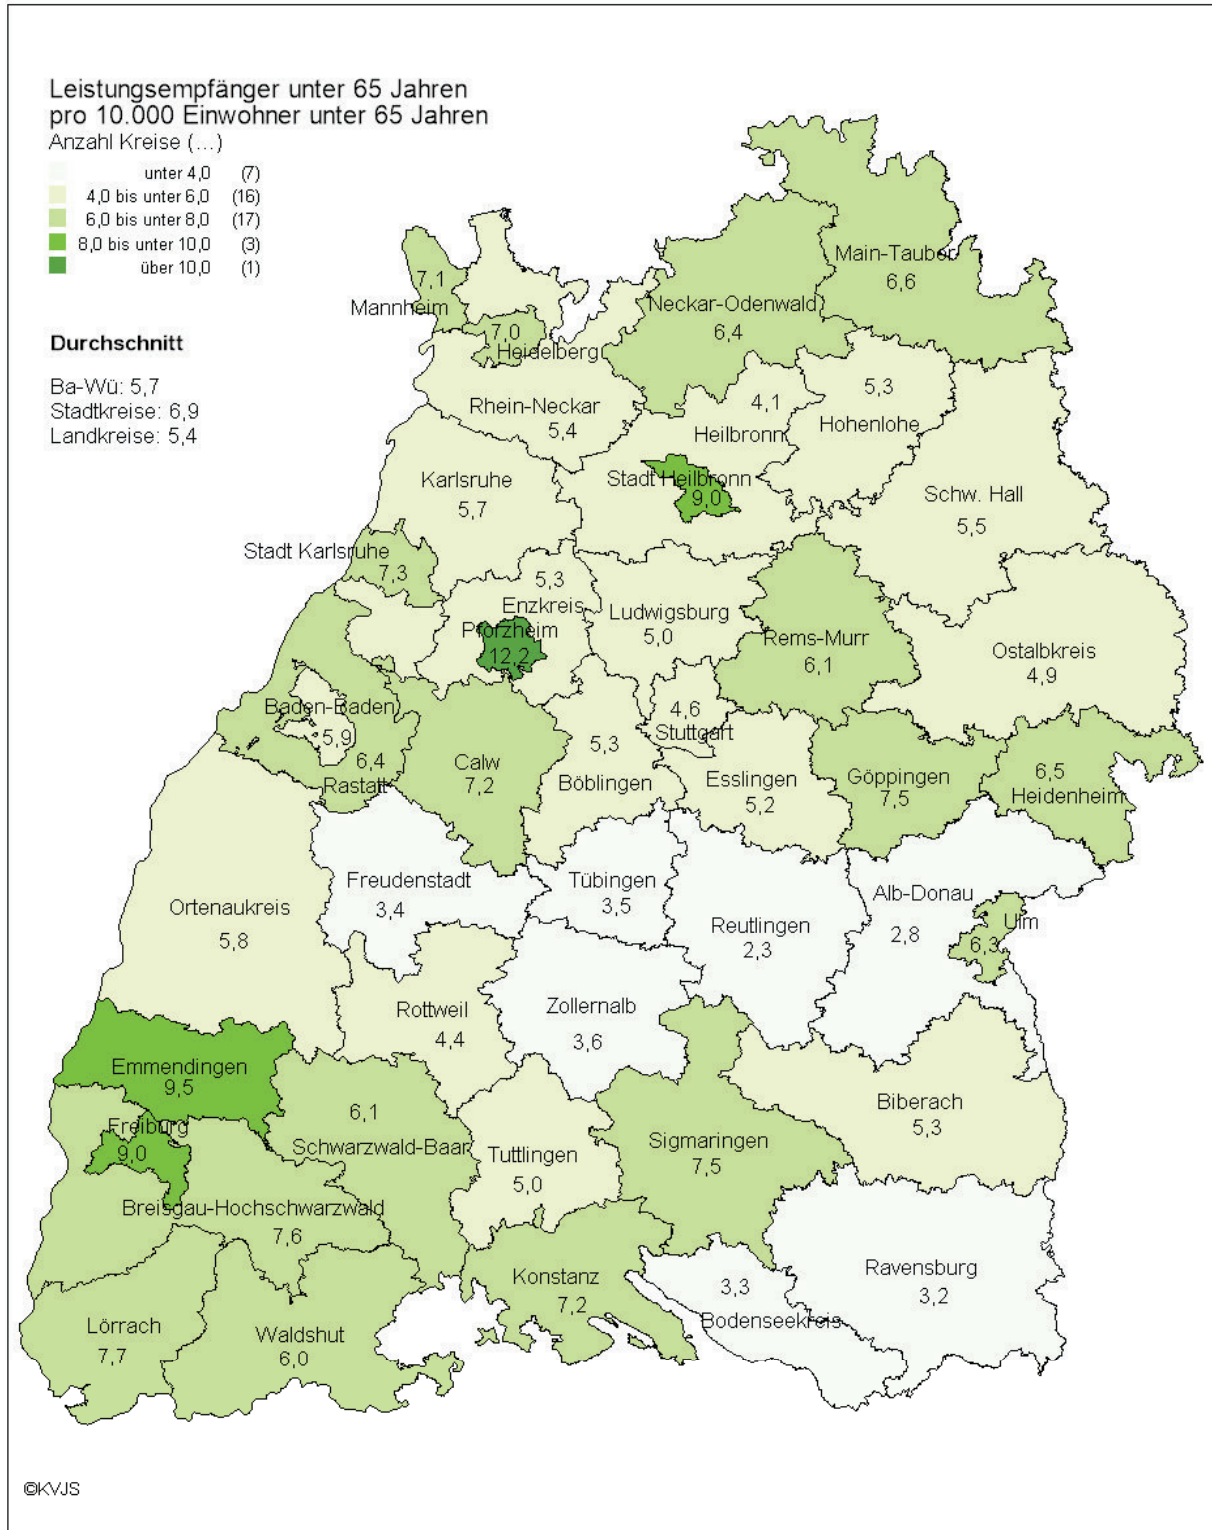 Leistungsempfänger unter 65 Jahren
pro 10.000 Einwohner unter 65 Jahren
Anzahl Kreise (...)
unter 4,0 (7)
4,0 bis unter 6,0 (16)
6,0 bis unter 8,0 (17)
8,0 bis unter 10,0 (3)
über 10,0 (1)
Durchschnitt
Ba-Wü: 5,7
Stadtkreise: 6,9
Landkreise: 5,4
Main-Tauber
6,6
7,1
Mannheim
Neckar-Odenwald
6,4
7,0
Heidelberg
Rhein-Neckar
5,4
4,1
Heilbronn
5,3
Hohenlohe
Karlsruhe
5,7
Stadt Heilbronn
9,0
Schw. Hall
5,5
Stadt Karlsruhe
7,3
5,3
Enzkreis
Pforzheim
12,2
Ludwigsburg
5,0
Rems-Murr
6,1
Ostalbkreis
4,9
Baden-Baden
5,9
6,4
Rastatt
Calw
7,2
5,3
Böblingen
4,6
Stuttgart
Esslingen
5,2
Göppingen
7,5
6,5
Heidenheim
Freudenstadt
3,4
Tübingen
3,5
Reutlingen
2,3
Alb-Donau
2,8
Ulm
6,3
Ortenaukreis
5,8
Rottweil
4,4
Zollernalb
3,6
Emmendingen
9,5
Freiburg
9,0
6,1
Schwarzwald-Baar
Tuttlingen
5,0
Sigmaringen
7,5
Biberach
5,3
Breisgau-Hochschwarzwald
7,6
Konstanz
7,2
3,3
Bodenseekreis
Ravensburg
3,2
Lörrach
7,7
Waldshut
6,0
©KVJS